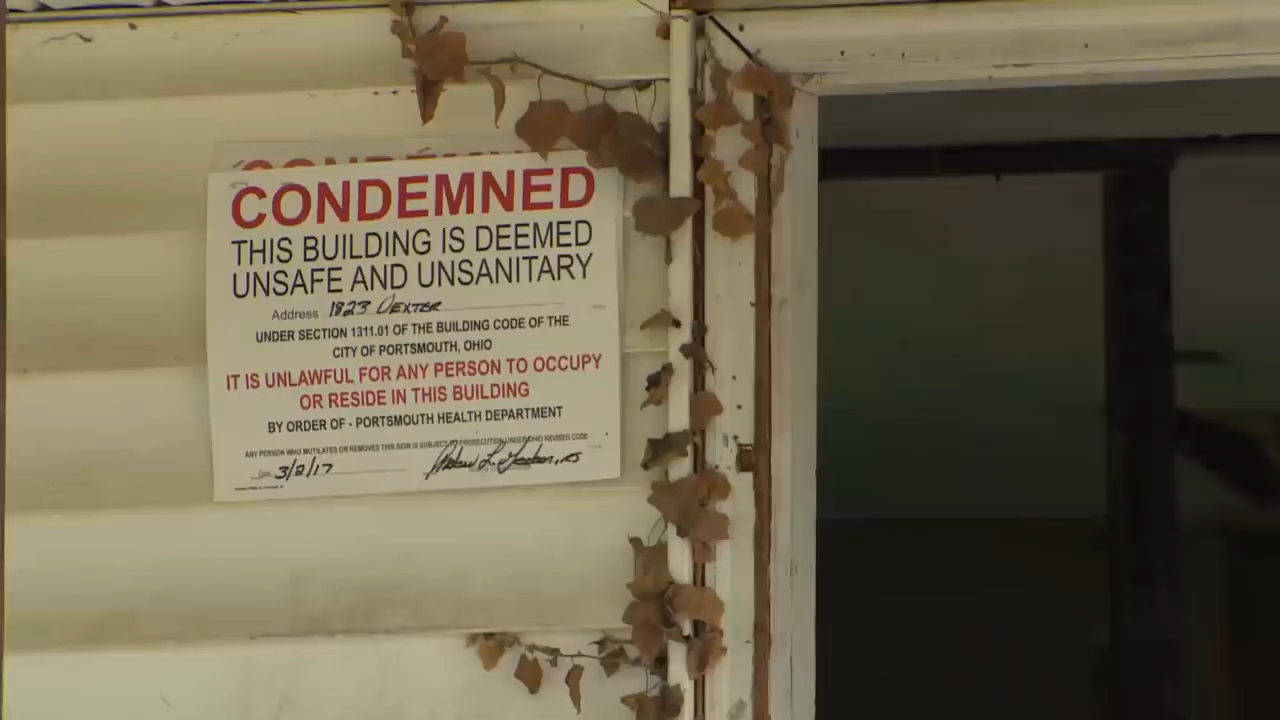 CONDEMNED
CONDEMNED
THIS BUILDING IS DEEMED
UNSAFE AND UNSANITARY
Address 1823 DEXTER
UNDER SECTION 1311.01 OF THE BUILDING CODE OF THE
CITY OF PORTSMOUTH, OHIO
IT IS UNLAWFUL FOR ANY PERSON TO OCCUPY
OR RESIDE IN THIS BUILDING
BY ORDER OF - PORTSMOUTH HEALTH DEPARTMENT
ANY PERSON WHO MUTILATES OR REMOVES THIS SIGN IS SUBJECT TO PROSECUTION UNDER OHIO REVISED CODE
Date 3/2/17